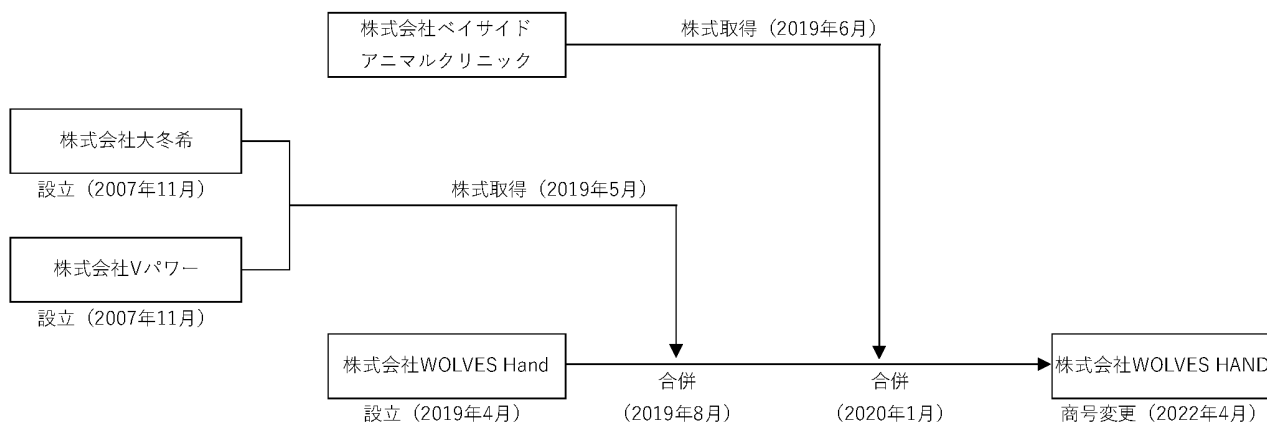 株式会社ベイサイド
アニマルクリニック
株式取得（2019年6月）
株式会社大冬希
設立（2007年11月）
株式取得（2019年5月）
株式会社Vパワー
設立（2007年11月）
株式会社WOLVES Hand
設立（2019年4月）
合併
（2019年8月）
合併
（2020年1月）
株式会社WOLVES HAND
商号変更（2022年4月）